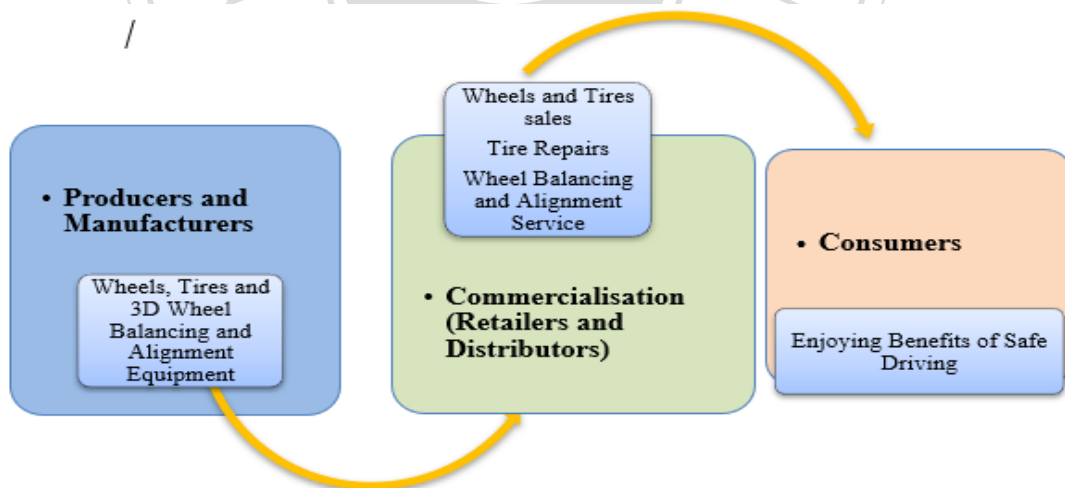 /
• Producers and
Manufacturers
Wheels, Tires and
3D Wheel
Balancing and
Alignment
Equipment
Wheels and Tires
sales
Tire Repairs
Wheel Balancing
and Alignment
Service
• Commercialisation
(Retailers and
Distributors)
• Consumers
Enjoying Benefits of Safe
Driving